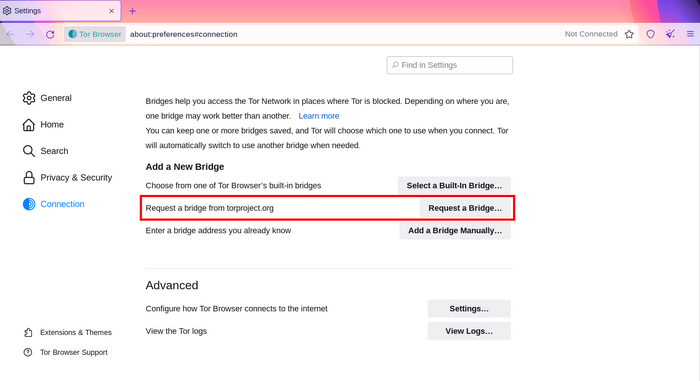 Settings
Tor Browser
about:preferences#connection
Not Connected
Find in Settings
General
Home
Search
Privacy & Security
Connection
Extensions & Themes
Tor Browser Support
Bridges help you access the Tor Network in places where Tor is blocked. Depending on where you are,
one bridge may work better than another. Learn more
You can keep one or more bridges saved, and Tor will choose which one to use when you connect. Tor
will automatically switch to use another bridge when needed.
Add a New Bridge
Choose from one of Tor Browser's built-in bridges Select a Built-In Bridge…
Request a bridge from torproject.org Request a Bridge…
Enter a bridge address you already know Add a Bridge Manually…
Advanced
Configure how Tor Browser connects to the internet Settings…
View the Tor logs View Logs…